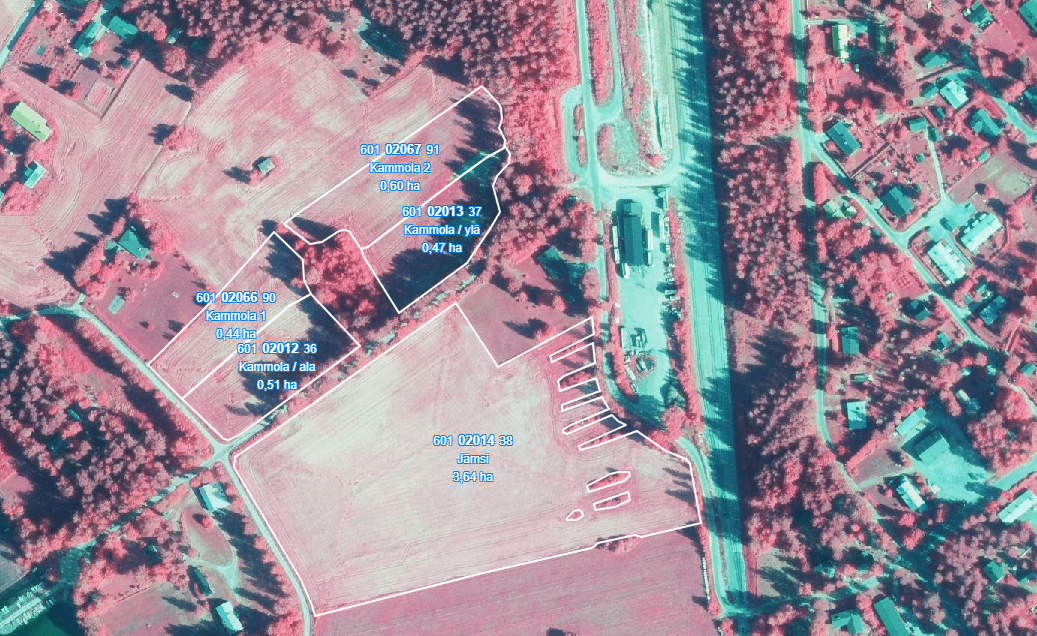 601 02067 91
Kammola 2
0,60 ha
601 02013 37
Kammola / ylä
0,47 ha
601 02066 90
Kammola 1
0,44 ha
601 02012 36
Kammola / ala
0,51 ha
601 02014 38
Jämsi
3,64 ha